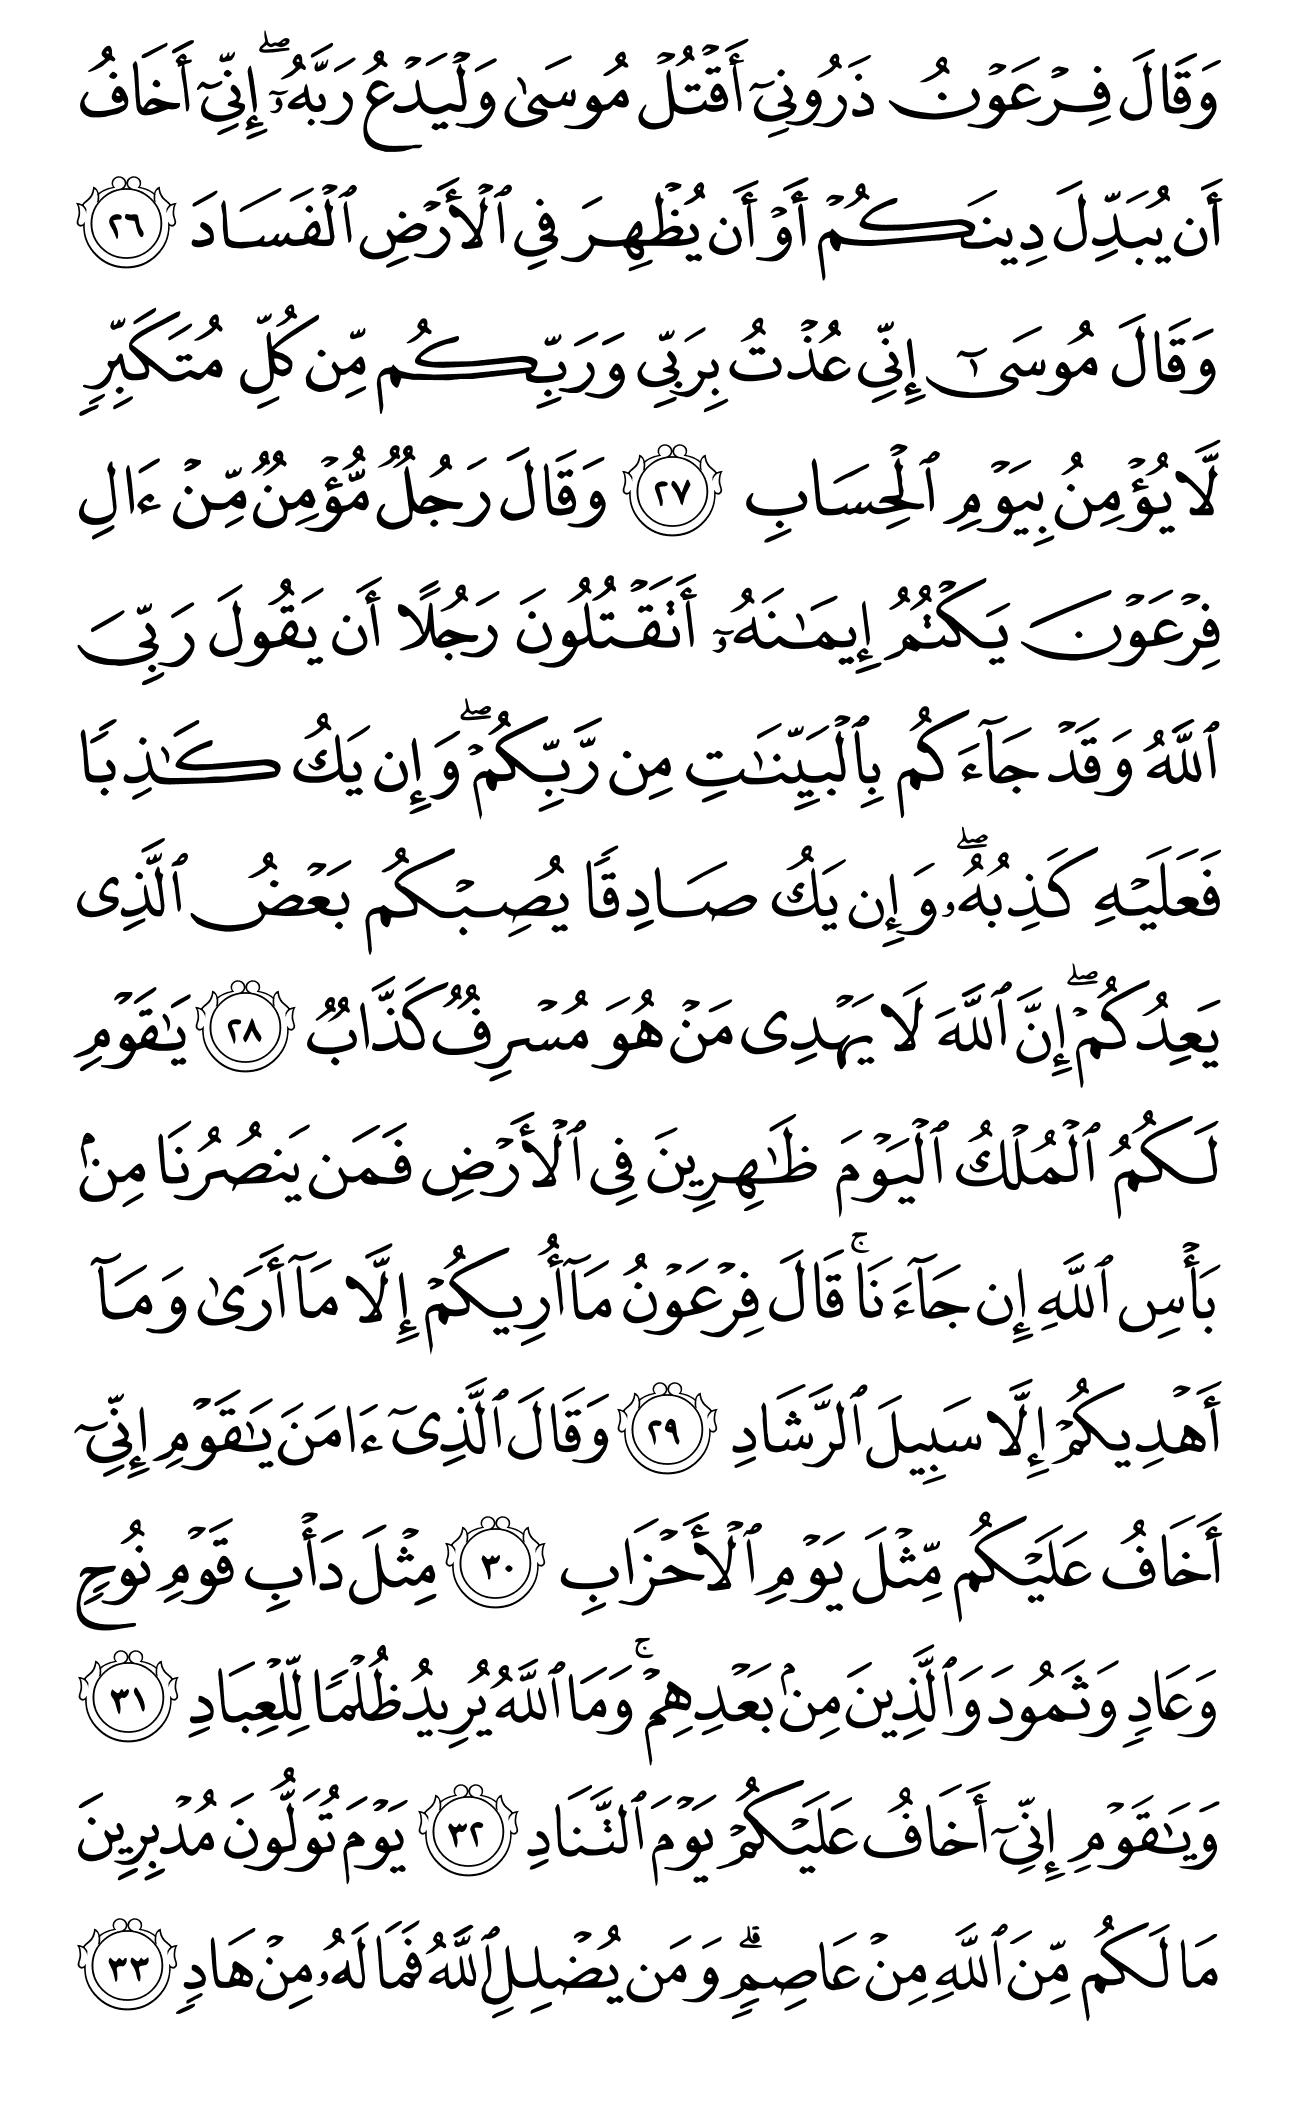 وَقَالَ فِرْعَوْنُ ذَرُونِىٓ أَقْتُلْ مُوسَىٰ وَلْيَدْعُ رَبَّهُۥٓ ۖ إِنِّىٓ أَخَافُ
أَن يُبَدِّلَ دِينَكُمْ أَوْ أَن يُظْهِرَ فِى ٱلْأَرْضِ ٱلْفَسَادَ ٢٦
وَقَالَ مُوسَىٰٓ إِنِّى عُذْتُ بِرَبِّى وَرَبِّكُم مِّن كُلِّ مُتَكَبِّرٍ
لَّا يُؤْمِنُ بِيَوْمِ ٱلْحِسَابِ ٢٧ وَقَالَ رَجُلٌ مُّؤْمِنٌ مِّنْ ءَالِ
فِرْعَوْنَ يَكْتُمُ إِيمَـٰنَهُۥٓ أَتَقْتُلُونَ رَجُلًا أَن يَقُولَ رَبِّىَ
ٱللَّهُ وَقَدْ جَآءَكُم بِٱلْبَيِّنَـٰتِ مِن رَّبِّكُمْ ۖ وَإِن يَكُ كَـٰذِبًا
فَعَلَيْهِ كَذِبُهُۥ ۖ وَإِن يَكُ صَادِقًا يُصِبْكُم بَعْضُ ٱلَّذِى
يَعِدُكُمْ ۖ إِنَّ ٱللَّهَ لَا يَهْدِى مَنْ هُوَ مُسْرِفٌ كَذَّابٌ ٢٨ يَـٰقَوْمِ
لَكُمُ ٱلْمُلْكُ ٱلْيَوْمَ ظَـٰهِرِينَ فِى ٱلْأَرْضِ فَمَن يَنصُرُنَا مِنۢ
بَأْسِ ٱللَّهِ إِن جَآءَنَا ۚ قَالَ فِرْعَوْنُ مَآ أُرِيكُمْ إِلَّا مَآ أَرَىٰ وَمَآ
أَهْدِيكُمْ إِلَّا سَبِيلَ ٱلرَّشَادِ ٢٩ وَقَالَ ٱلَّذِىٓ ءَامَنَ يَـٰقَوْمِ إِنِّىٓ
أَخَافُ عَلَيْكُم مِّثْلَ يَوْمِ ٱلْأَحْزَابِ ٣٠ مِثْلَ دَأْبِ قَوْمِ نُوحٍ
وَعَادٍ وَثَمُودَ وَٱلَّذِينَ مِنۢ بَعْدِهِمْ ۚ وَمَا ٱللَّهُ يُرِيدُ ظُلْمًا لِّلْعِبَادِ ٣١
وَيَـٰقَوْمِ إِنِّىٓ أَخَافُ عَلَيْكُمْ يَوْمَ ٱلتَّنَادِ ٣٢ يَوْمَ تُوَلُّونَ مُدْبِرِينَ
مَا لَكُم مِّنَ ٱللَّهِ مِنْ عَاصِمٍ ۗ وَمَن يُضْلِلِ ٱللَّهُ فَمَا لَهُۥ مِنْ هَادٍ ٣٣